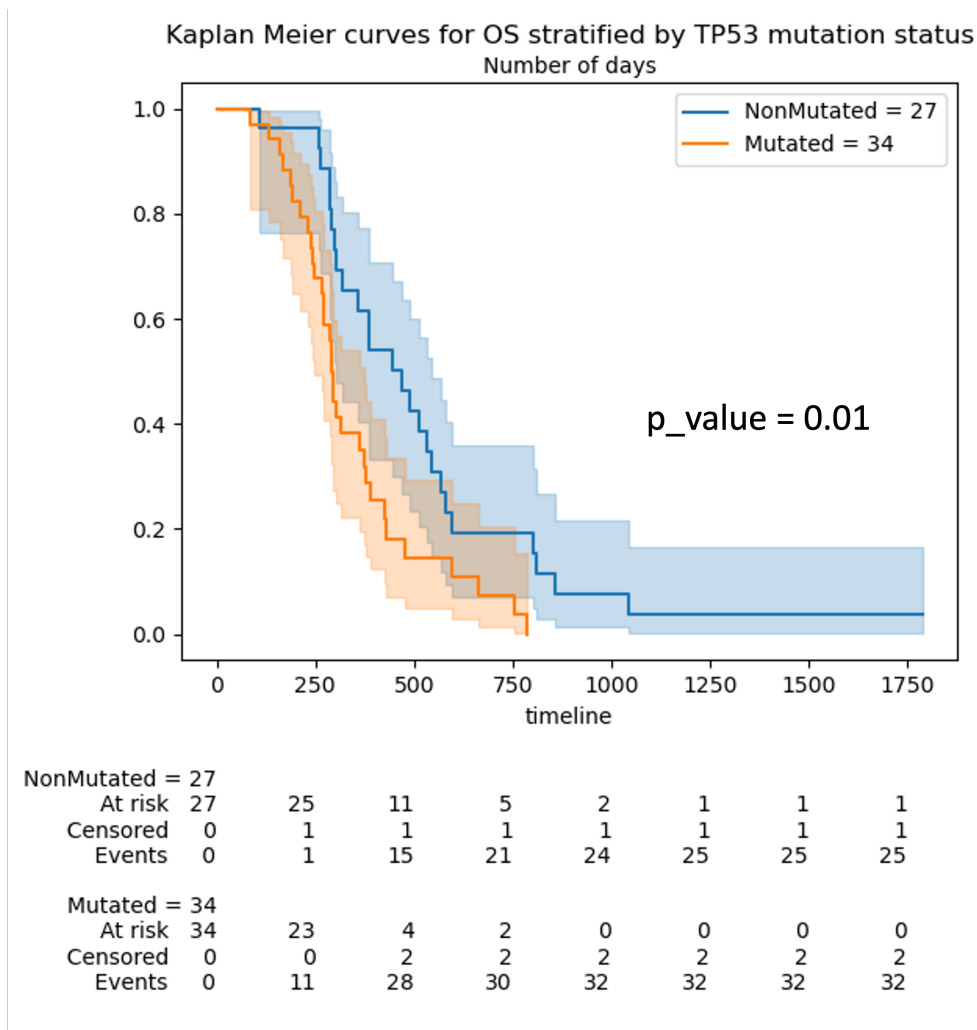 Kaplan Meier curves for OS stratified by TP53 mutation status
Number of days
NonMutated = 27
Mutated = 34
1.0
0.8
0.6
0.4
0.2
0.0
p_value = 0.01
0 250 500 750 1000 1250 1500 1750
timeline
NonMutated = 27
At risk 27 25 11 5 2 1 1 1
Censored 0 1 1 1 1 1 1 1
Events 0 1 15 21 24 25 25 25
Mutated = 34
At risk 34 23 4 2 0 0 0 0
Censored 0 0 2 2 2 2 2 2
Events 0 11 28 30 32 32 32 32